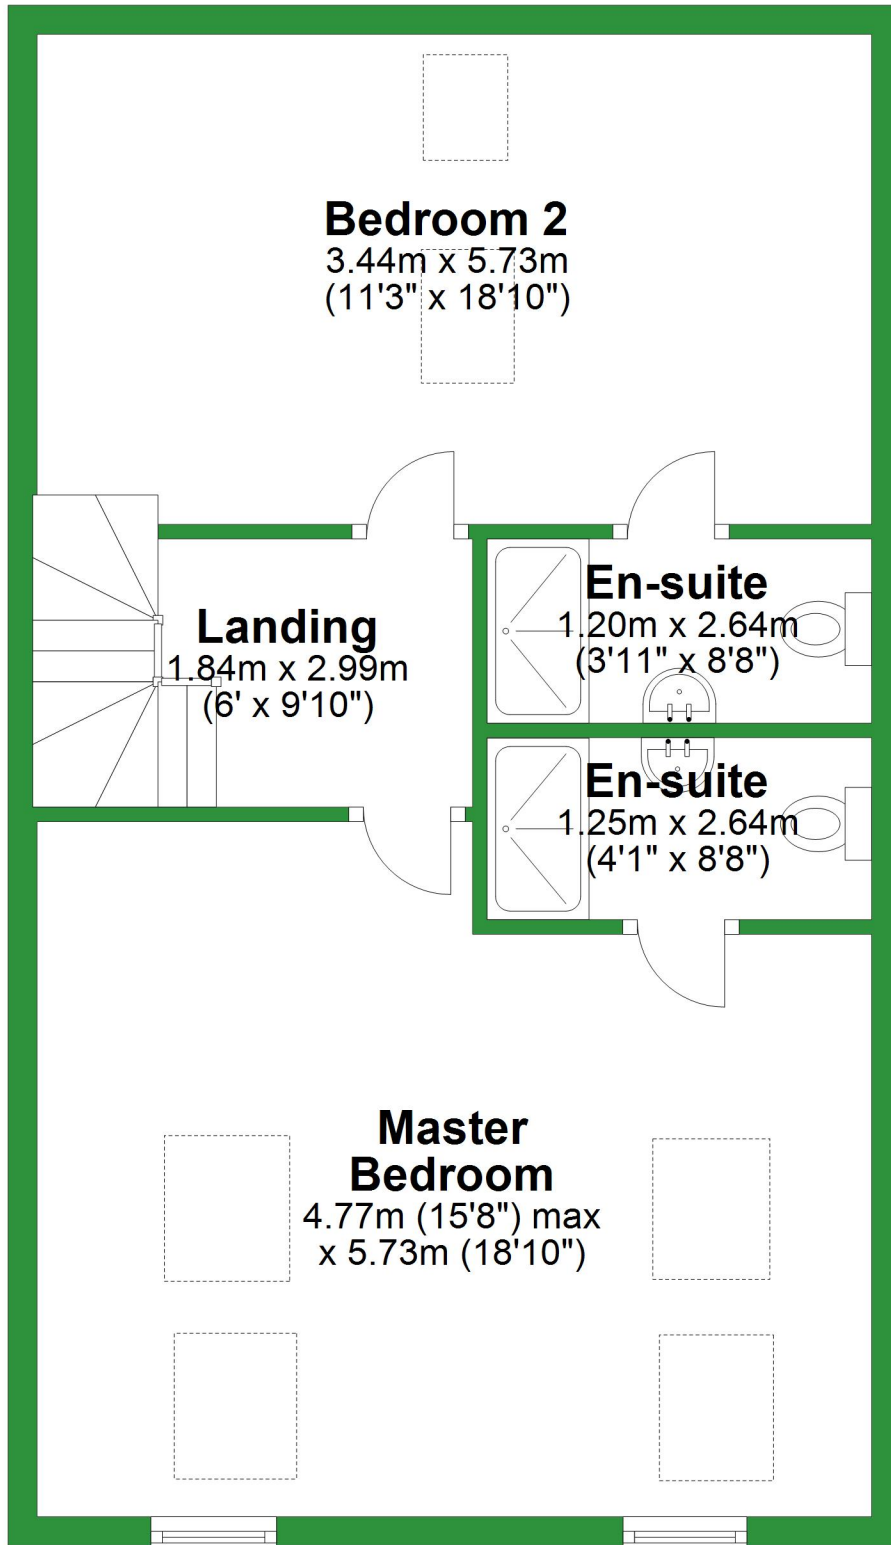 Bedroom 2
3.44m x 5.73m
(11'3" x 18'10")
En-suite
1.20m x 2.64m
(3'11" x 8'8")
Landing
1.84m x 2.99m
(6' x 9'10")
En-suite
1.25m x 2.64m
(4'1" x 8'8")
Master
Bedroom
4.77m (15'8") max
x 5.73m (18'10")